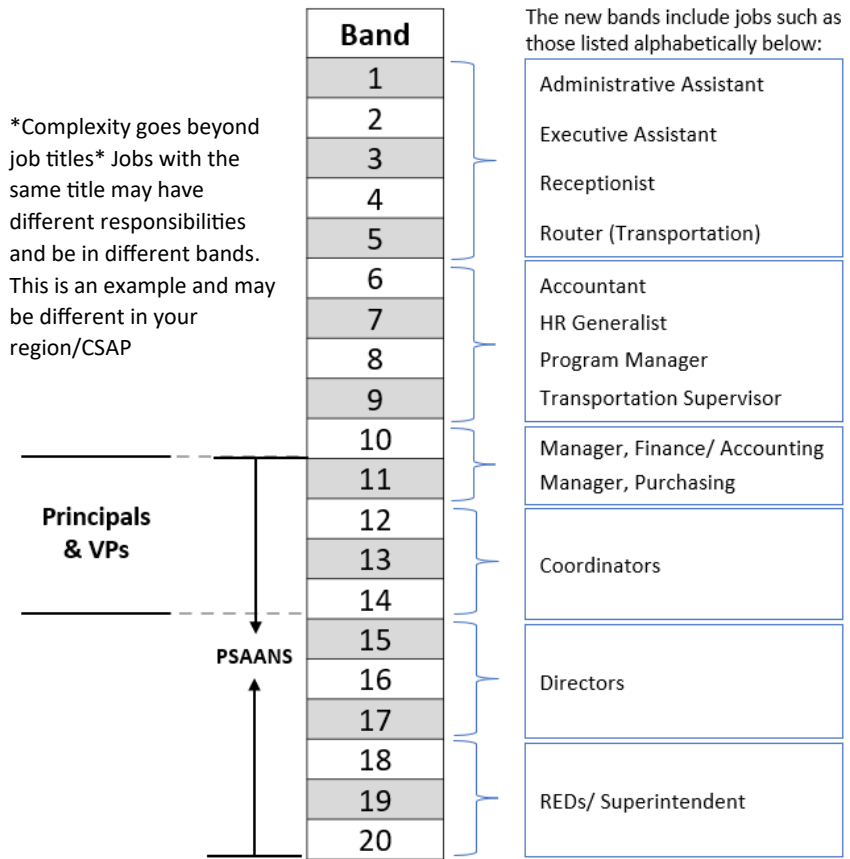 The new bands include jobs such as
those listed alphabetically below:
*Complexity goes beyond
job titles* Jobs with the
same title may have
different responsibilities
and be in different bands.
This is an example and may
be different in your
region/CSAP
Principals
& VPs
PSAANS
Band
1
2
3
4
5
6
7
8
9
10
11
12
13
14
15
16
17
18
19
20
Administrative Assistant
Executive Assistant
Receptionist
Router (Transportation)
Accountant
HR Generalist
Program Manager
Transportation Supervisor
Manager, Finance/ Accounting
Manager, Purchasing
Coordinators
Directors
REDs/ Superintendent